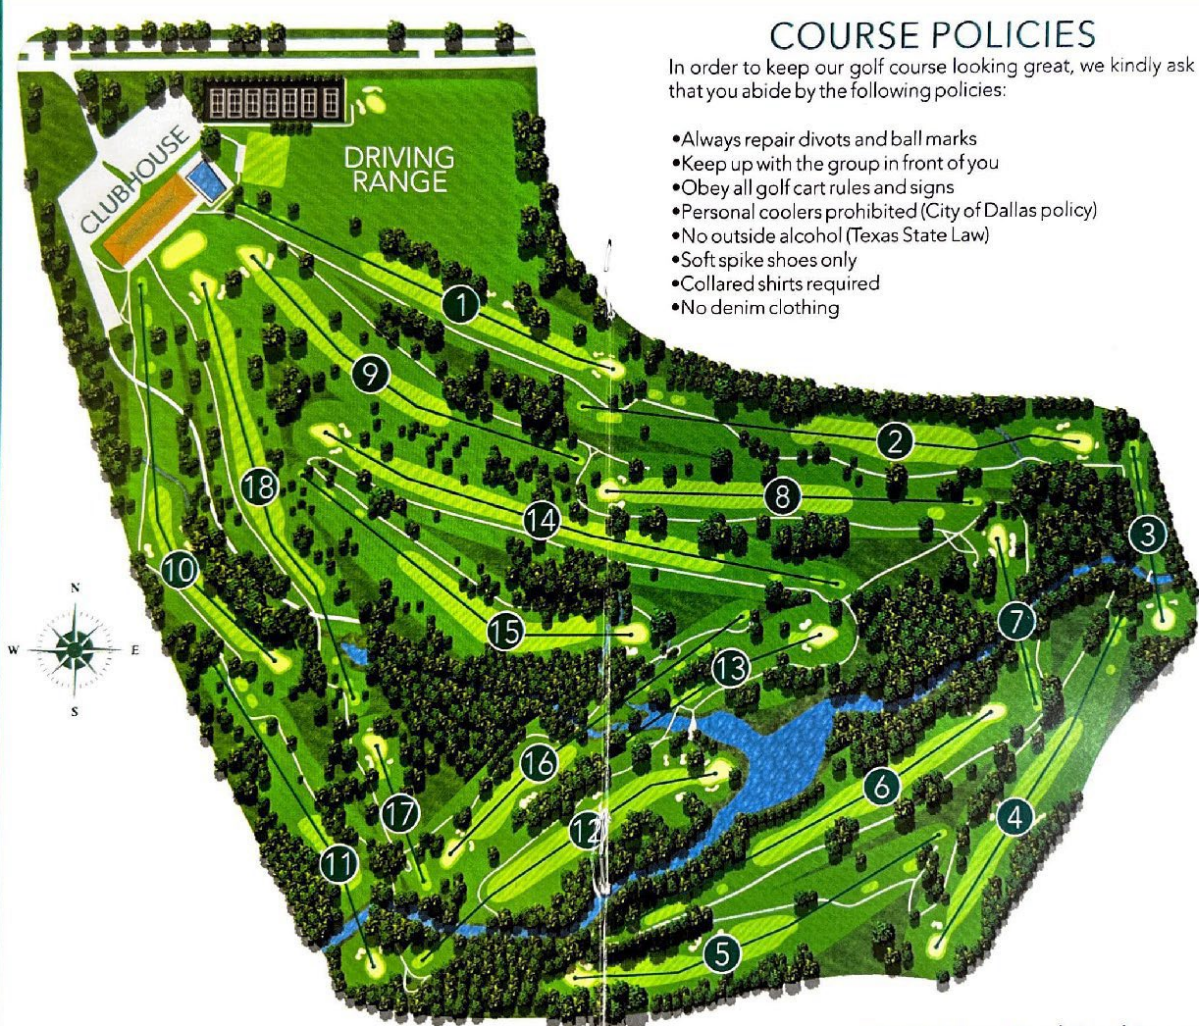 COURSE POLICIES
In order to keep our golf course looking great, we kindly ask
that you abide by the following policies:
•Always repair divots and ball marks
•Keep up with the group in front of you
•Obey all golf cart rules and signs
•Personal coolers prohibited (City of Dallas policy)
•No outside alcohol (Texas State Law)
•Soft spike shoes only
•Collared shirts required
•No denim clothing
CLUBHOUSE
DRIVING
RANGE
1
9
2
8
18
14
3
10
7
15
13
16
6
17
12
4
11
5
N
W
E
S